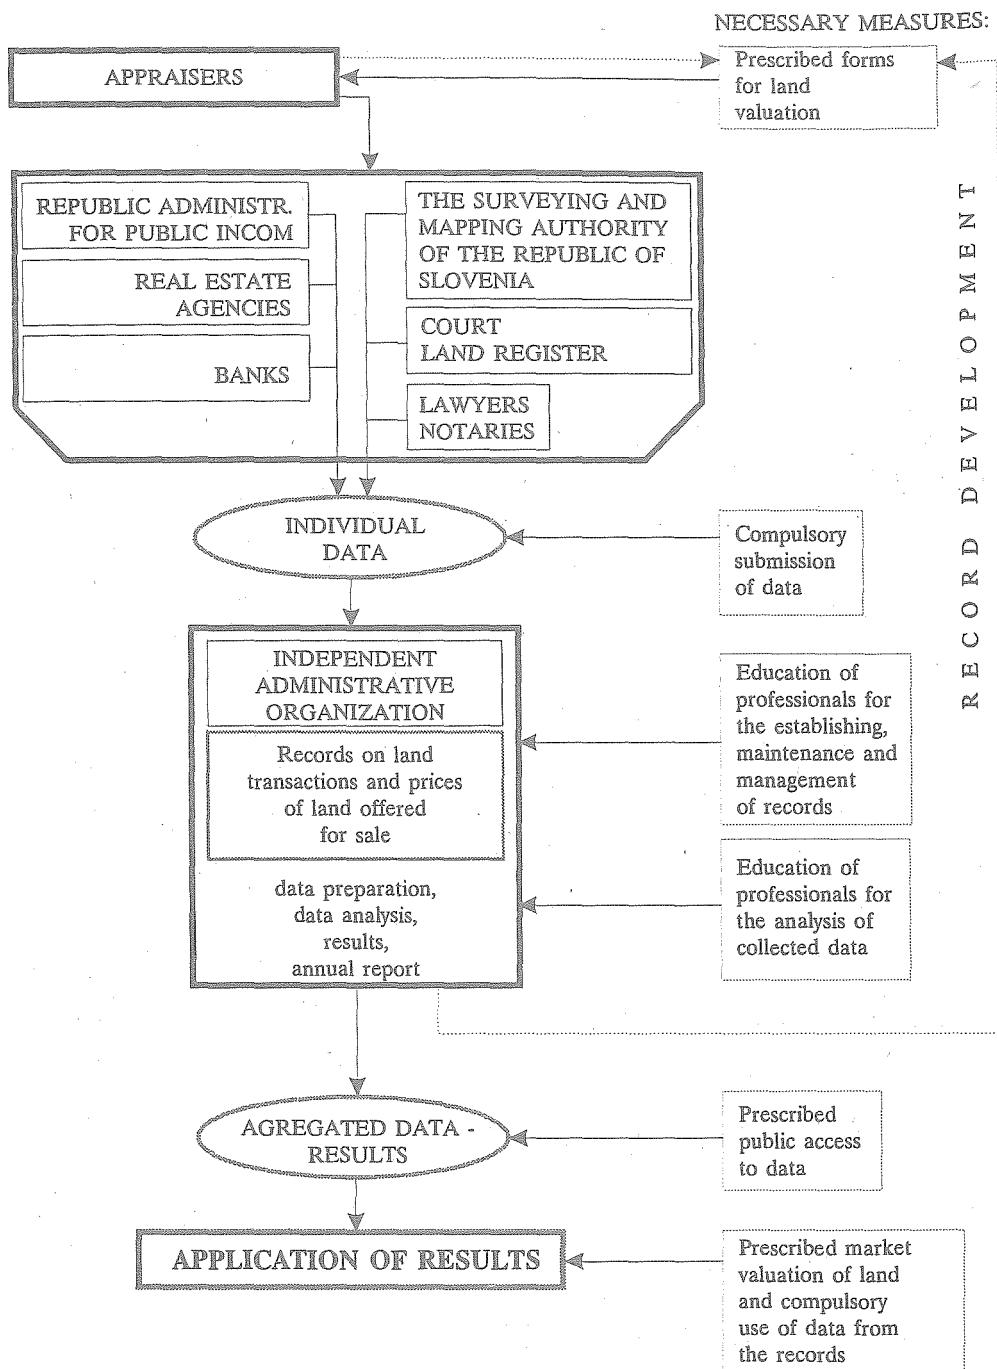 NECESSARY MEASURES:
APPRAISERS
Prescribed forms
for land
valuation
REPUBLIC ADMINISTR.
FOR PUBLIC INCOM
REAL ESTATE
AGENCIES
BANKS
THE SURVEYING AND
MAPPING AUTHORITY
OF THE REPUBLIC OF
SLOVENIA
COURT
LAND REGISTER
LAWYERS
NOTARIES
RECORD DEVELOPMENT
INDIVIDUAL
DATA
Compulsory
submission
of data
INDEPENDENT
ADMINISTRATIVE
ORGANIZATION
Records on land
transactions and prices
of land offered
for sale
data preparation,
data analysis,
results,
annual report
Education of
professionals for
the establishing,
maintenance and
management
of records
Education of
professionals for
the analysis of
collected data
AGREGATED DATA -
RESULTS
Prescribed
public access
to data
APPLICATION OF RESULTS
Prescribed market
valuation of land
and compulsory
use of data from
the records